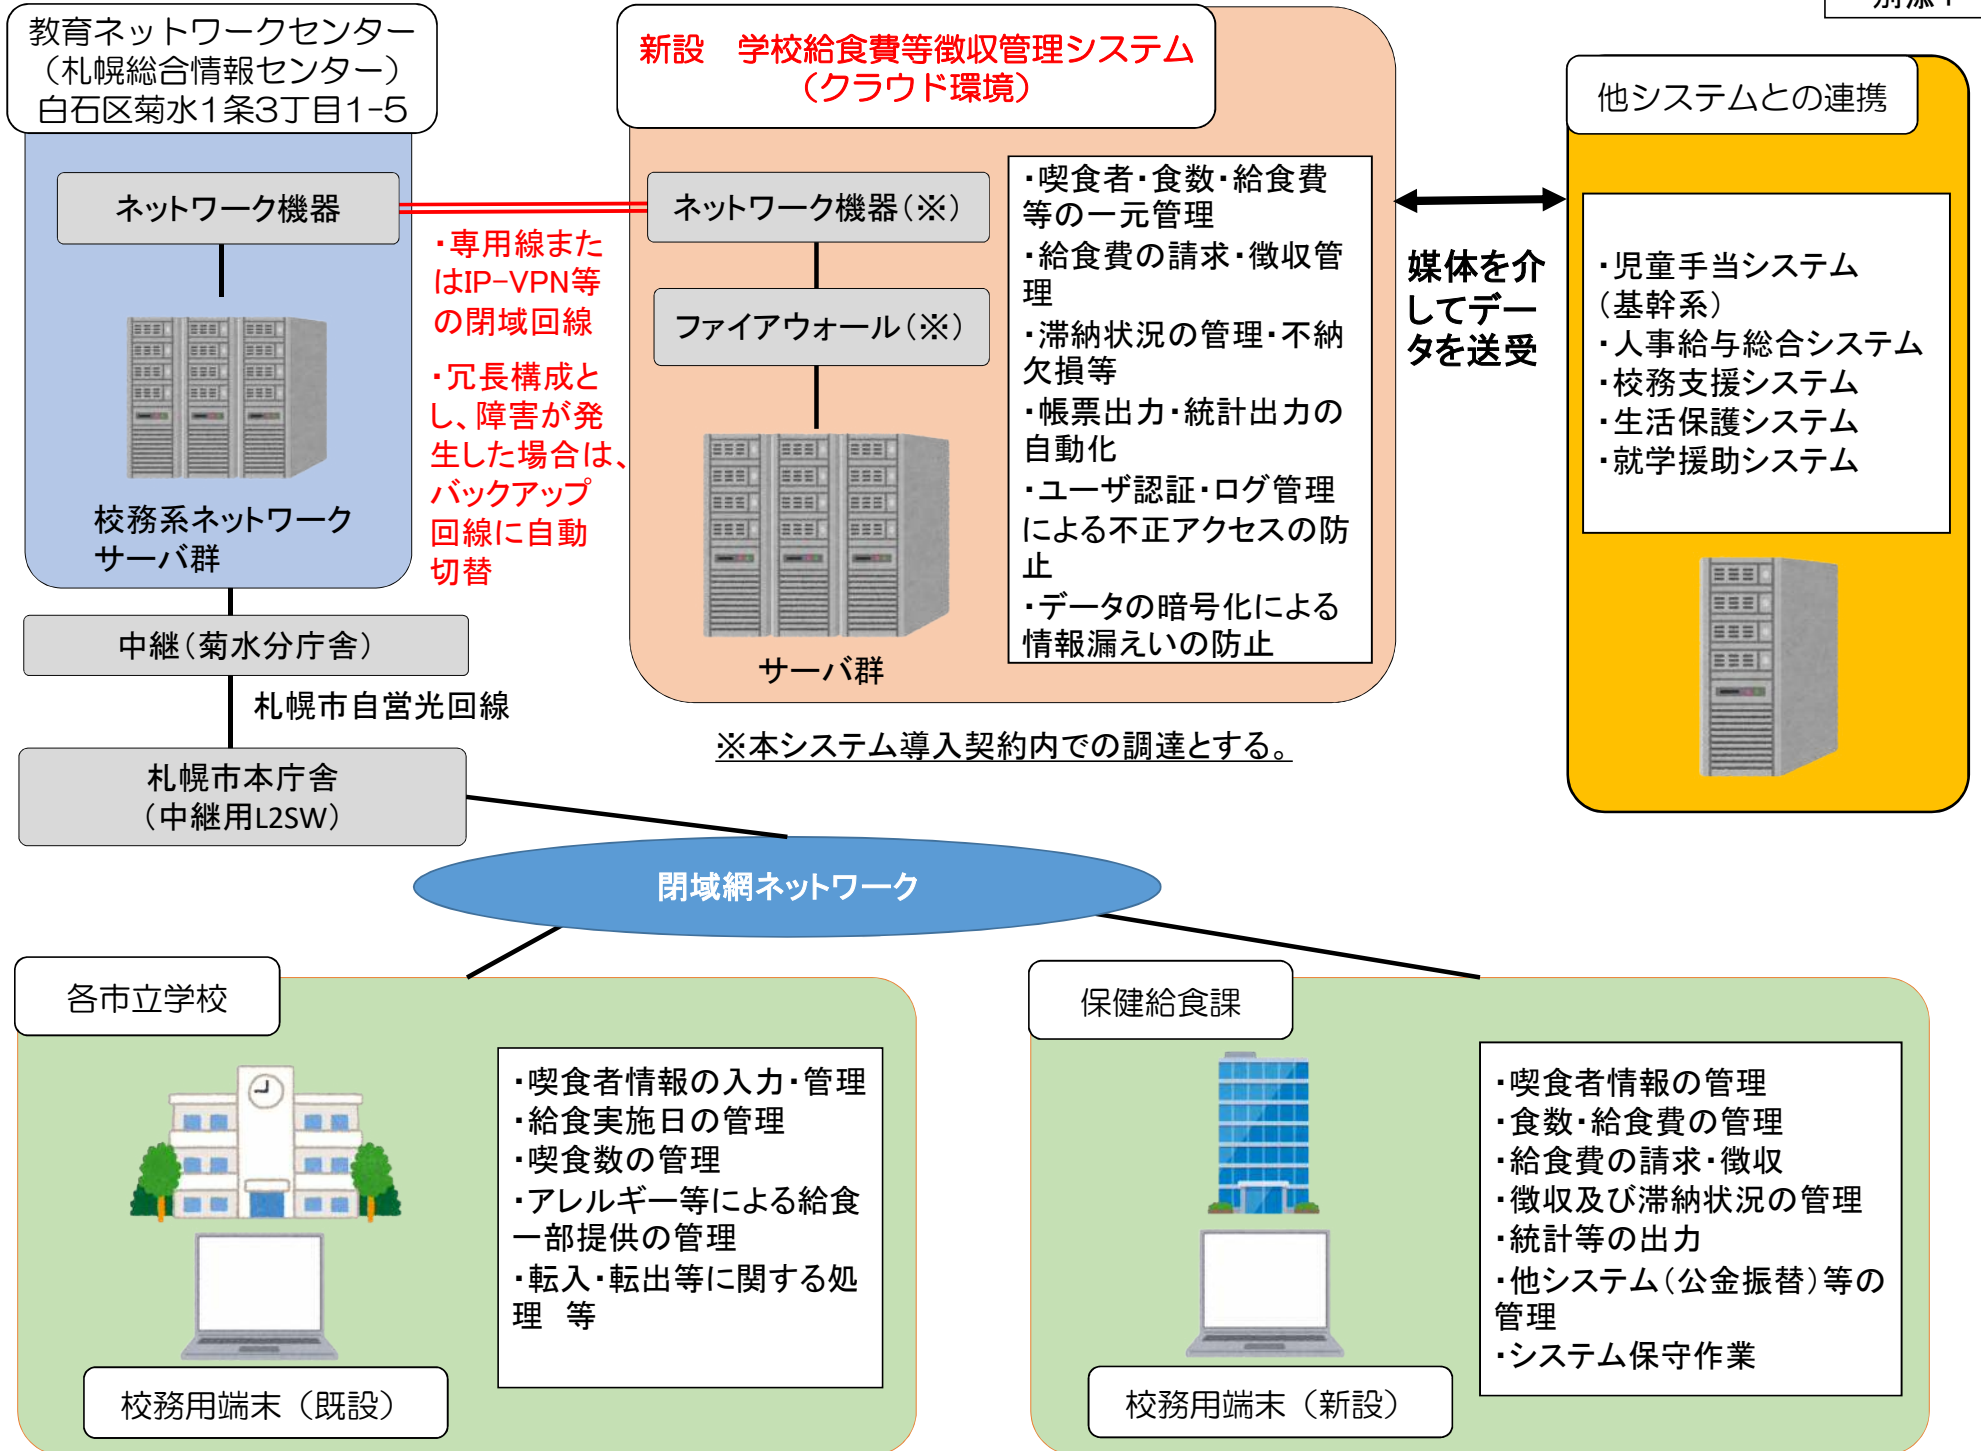 別添1
教育ネットワークセンター
（札幌総合情報センター）
白石区菊水1条3丁目1-5
ネットワーク機器
校務系ネットワーク
サーバ群
・専用線また
はIP-VPN等
の閉域回線
・冗長構成と
し、障害が発
生した場合は、
バックアップ
回線に自動
切替
新設　学校給食費等徴収管理システム
（クラウド環境）
ネットワーク機器（※）
ファイアウォール（※）
サーバ群
・喫食者・食数・給食費
等の一元管理
・給食費の請求・徴収管
理
・滞納状況の管理・不納
欠損等
・帳票出力・統計出力の
自動化
・ユーザ認証・ログ管理
による不正アクセスの防
止
・データの暗号化による
情報漏えいの防止
※本システム導入契約内での調達とする。
媒体を介
してデー
タを送受
他システムとの連携
・児童手当システム
（基幹系）
・人事給与総合システム
・校務支援システム
・生活保護システム
・就学援助システム
中継（菊水分庁舎）
札幌市自営光回線
札幌市本庁舎
（中継用L2SW）
閉域網ネットワーク
各市立学校
・喫食者情報の入力・管理
・給食実施日の管理
・喫食数の管理
・アレルギー等による給食
一部提供の管理
・転入・転出等に関する処
理　等
校務用端末（既設）
保健給食課
・喫食者情報の管理
・食数・給食費の管理
・給食費の請求・徴収
・徴収及び滞納状況の管理
・統計等の出力
・他システム（公金振替）等の
管理
・システム保守作業
校務用端末（新設）